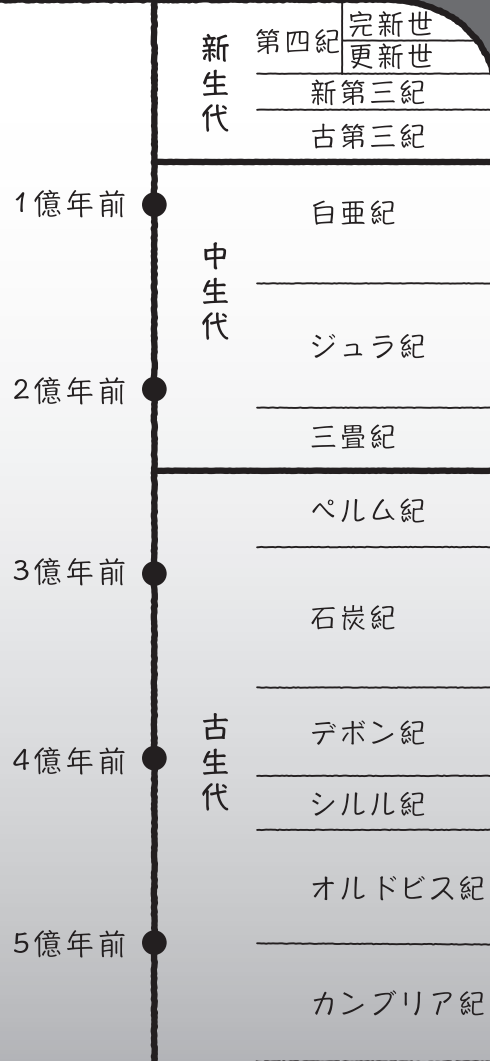 完新世
第四紀
更新世
新生代
新第三紀
古第三紀
1億年前
白亜紀
中生代
ジュラ紀
2億年前
三畳紀
ペルム紀
3億年前
石炭紀
デボン紀
古生代
4億年前
シルル紀
オルドビス紀
5億年前
カンブリア紀